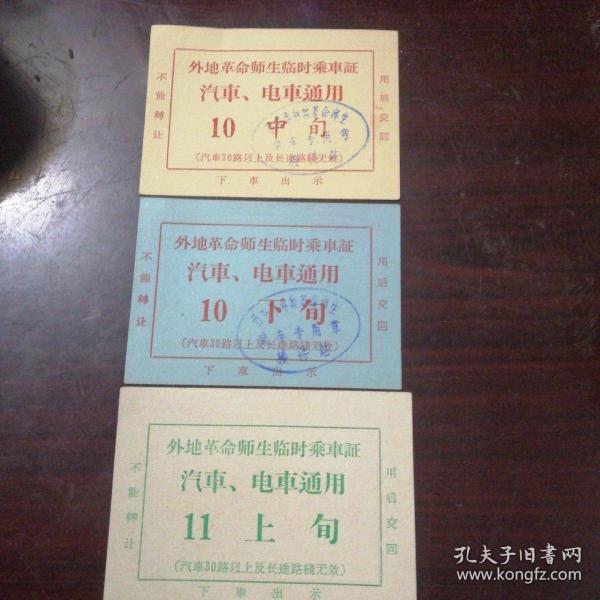 外地革命师生临时乘車証
汽車、电車通用
10 中旬
(汽車30路以上及长途路綫无效)
下車出示
不能轉让
用后交回
外地革命师生临时乘車証
汽車、电車通用
10 下旬
(汽車30路以上及长途路綫无效)
下車出示
不能轉让
用后交回
专用章
外地革命师生临时乘車証
汽車、电車通用
11 上旬
(汽車30路以上及长途路綫无效)
下車出示
不能轉让
用后交回
孔夫子旧書网
www.kongfz.com